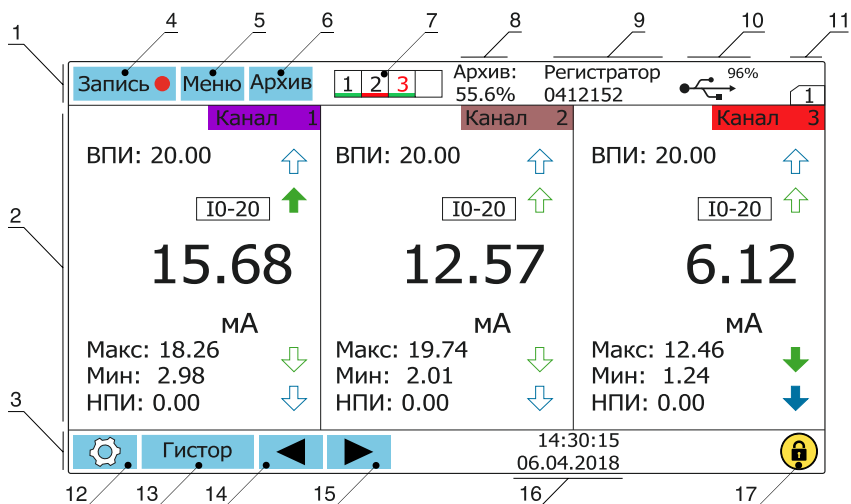 4 5 6 7 8 9 10 11
1
Запись Меню Архив 1 2 3 Архив: 55.6% Регистратор 0412152 96% 1
2
Канал 1
ВПИ: 20.00
I0-20
15.68
мА
Макс: 18.26
Мин: 2.98
НПИ: 0.00
Канал 2
ВПИ: 20.00
I0-20
12.57
мА
Макс: 19.74
Мин: 2.01
НПИ: 0.00
Канал 3
ВПИ: 20.00
I0-20
6.12
мА
Макс: 12.46
Мин: 1.24
НПИ: 0.00
3
Гистор
14:30:15
06.04.2018
12 13 14 15 16 17